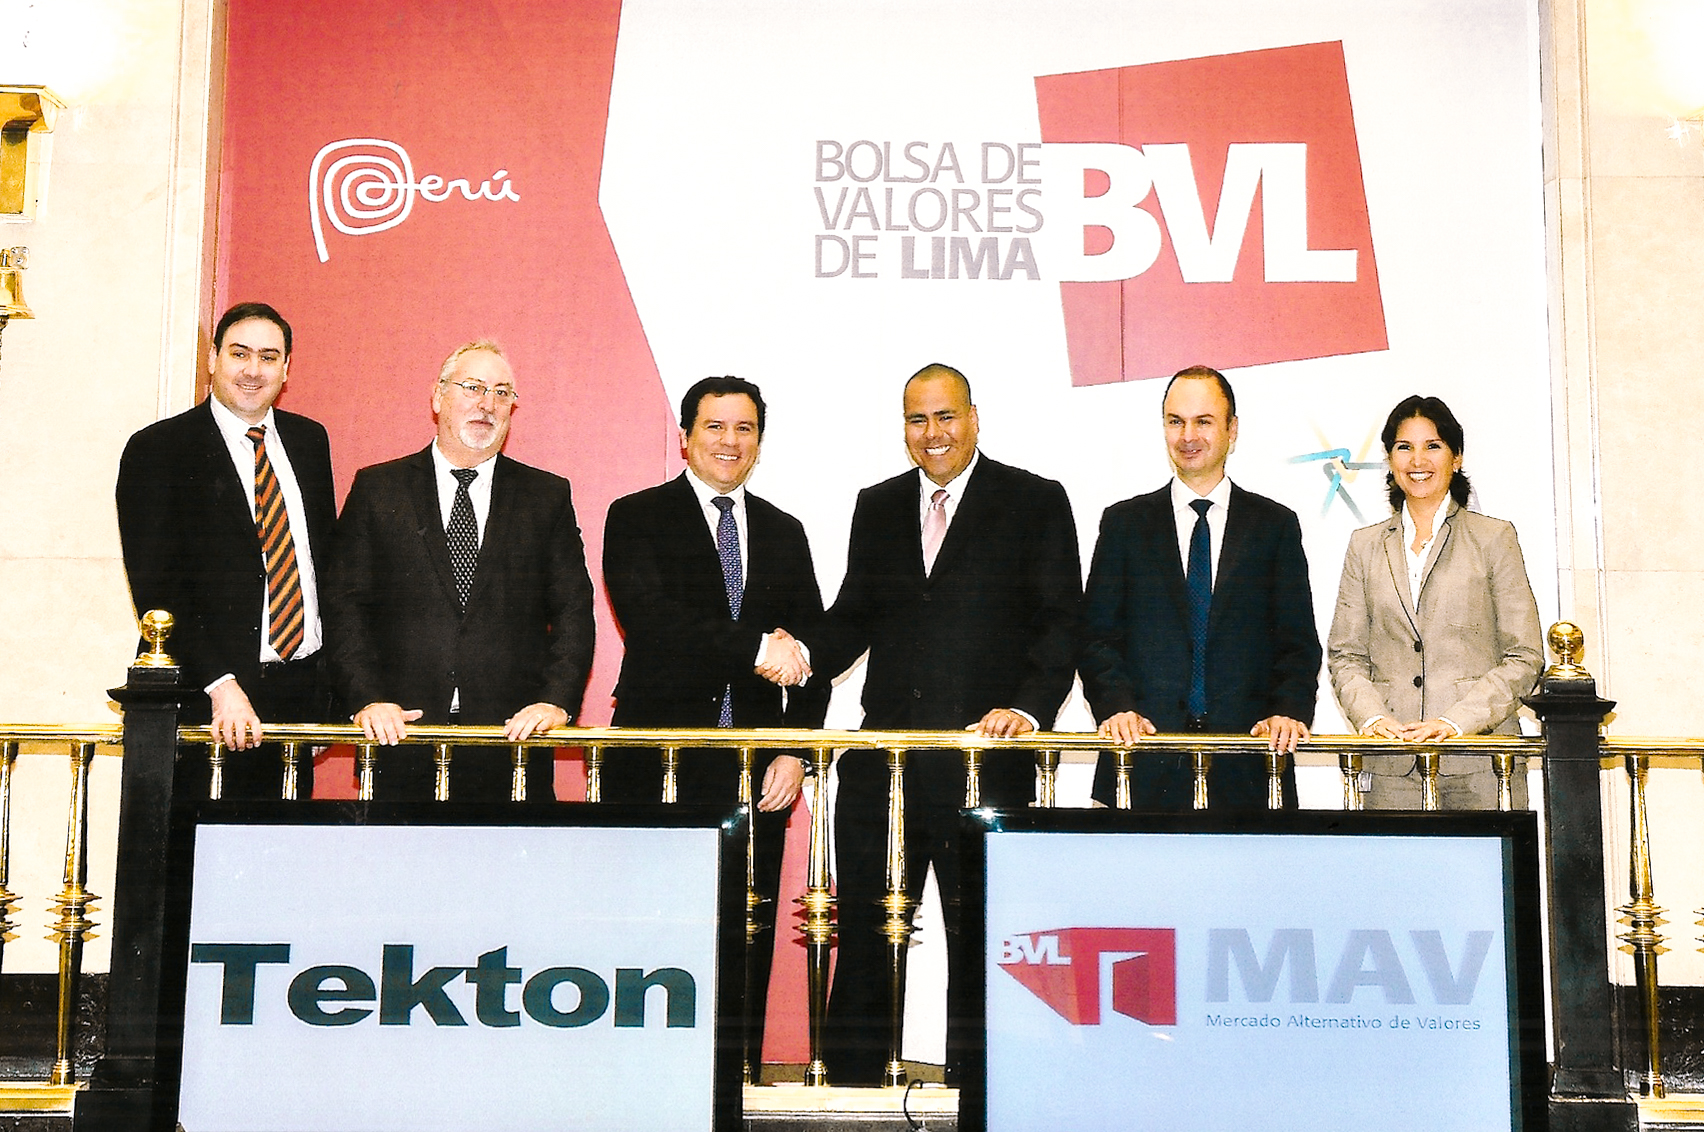 Perú
BOLSA DE
VALORES
DE LIMA
BVL
Tekton
BVL
MAV
Mercado Alternativo de Valores